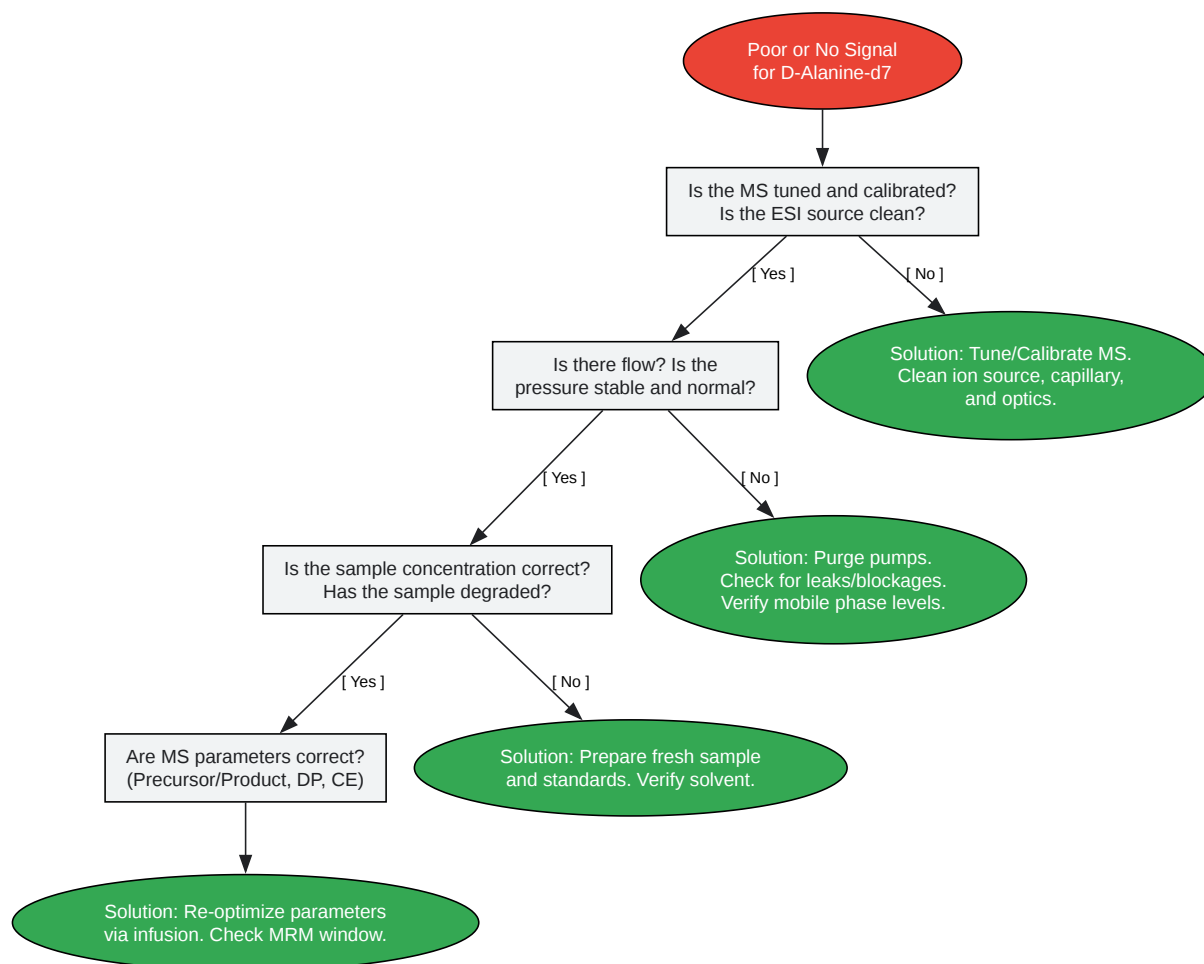 Poor or No Signal
for D-Alanine-d7
Is the MS tuned and calibrated?
Is the ESI source clean?
[ Yes ]
[ No ]
Is there flow? Is the
pressure stable and normal?
Solution: Tune/Calibrate MS.
Clean ion source, capillary,
and optics.
[ Yes ]
[ No ]
Is the sample concentration correct?
Has the sample degraded?
Solution: Purge pumps.
Check for leaks/blockages.
Verify mobile phase levels.
[ Yes ]
[ No ]
Are MS parameters correct?
(Precursor/Product, DP, CE)
Solution: Prepare fresh sample
and standards. Verify solvent.
Solution: Re-optimize parameters
via infusion. Check MRM window.